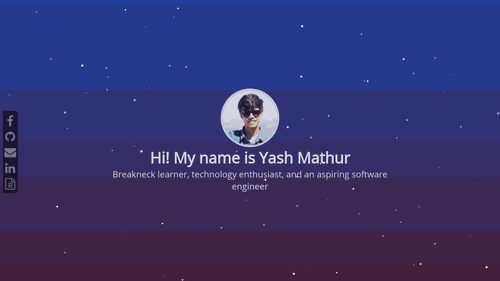 Hi! My name is Yash Mathur
Breakneck learner, technology enthusiast, and an aspiring software
engineer